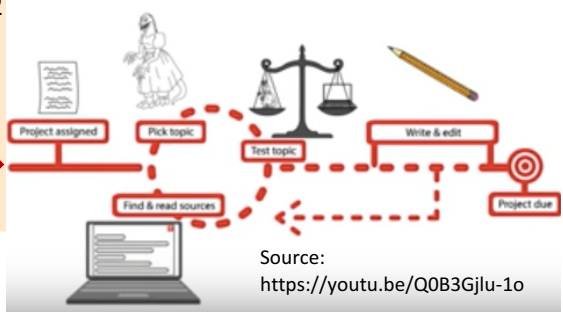 Project assigned
Pick topic
Test topic
Write & edit
Find & read sources
Project due
Source:
https://youtu.be/Q0B3Gjlu-1o